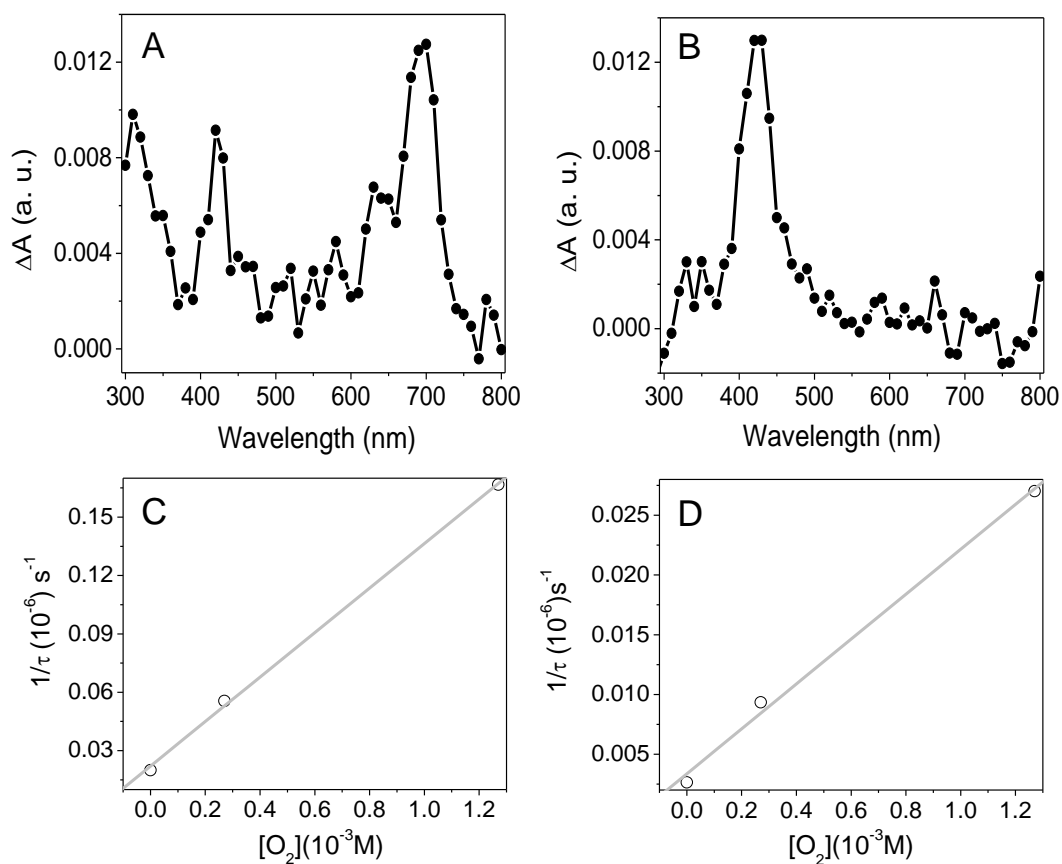 A
0.012
0.008
0.004
0.000
ΔA (a. u.)
300 400 500 600 700 800
Wavelength (nm)
B
0.012
0.008
0.004
0.000
ΔA (a. u.)
300 400 500 600 700 800
Wavelength (nm)
C
0.15
0.12
0.09
0.06
0.03
1/τ (10⁻⁶) s⁻¹
0.0 0.2 0.4 0.6 0.8 1.0 1.2
[O₂](10⁻³M)
D
0.025
0.020
0.015
0.010
0.005
1/τ (10⁻⁶)s⁻¹
0.0 0.2 0.4 0.6 0.8 1.0 1.2
[O₂](10⁻³M)